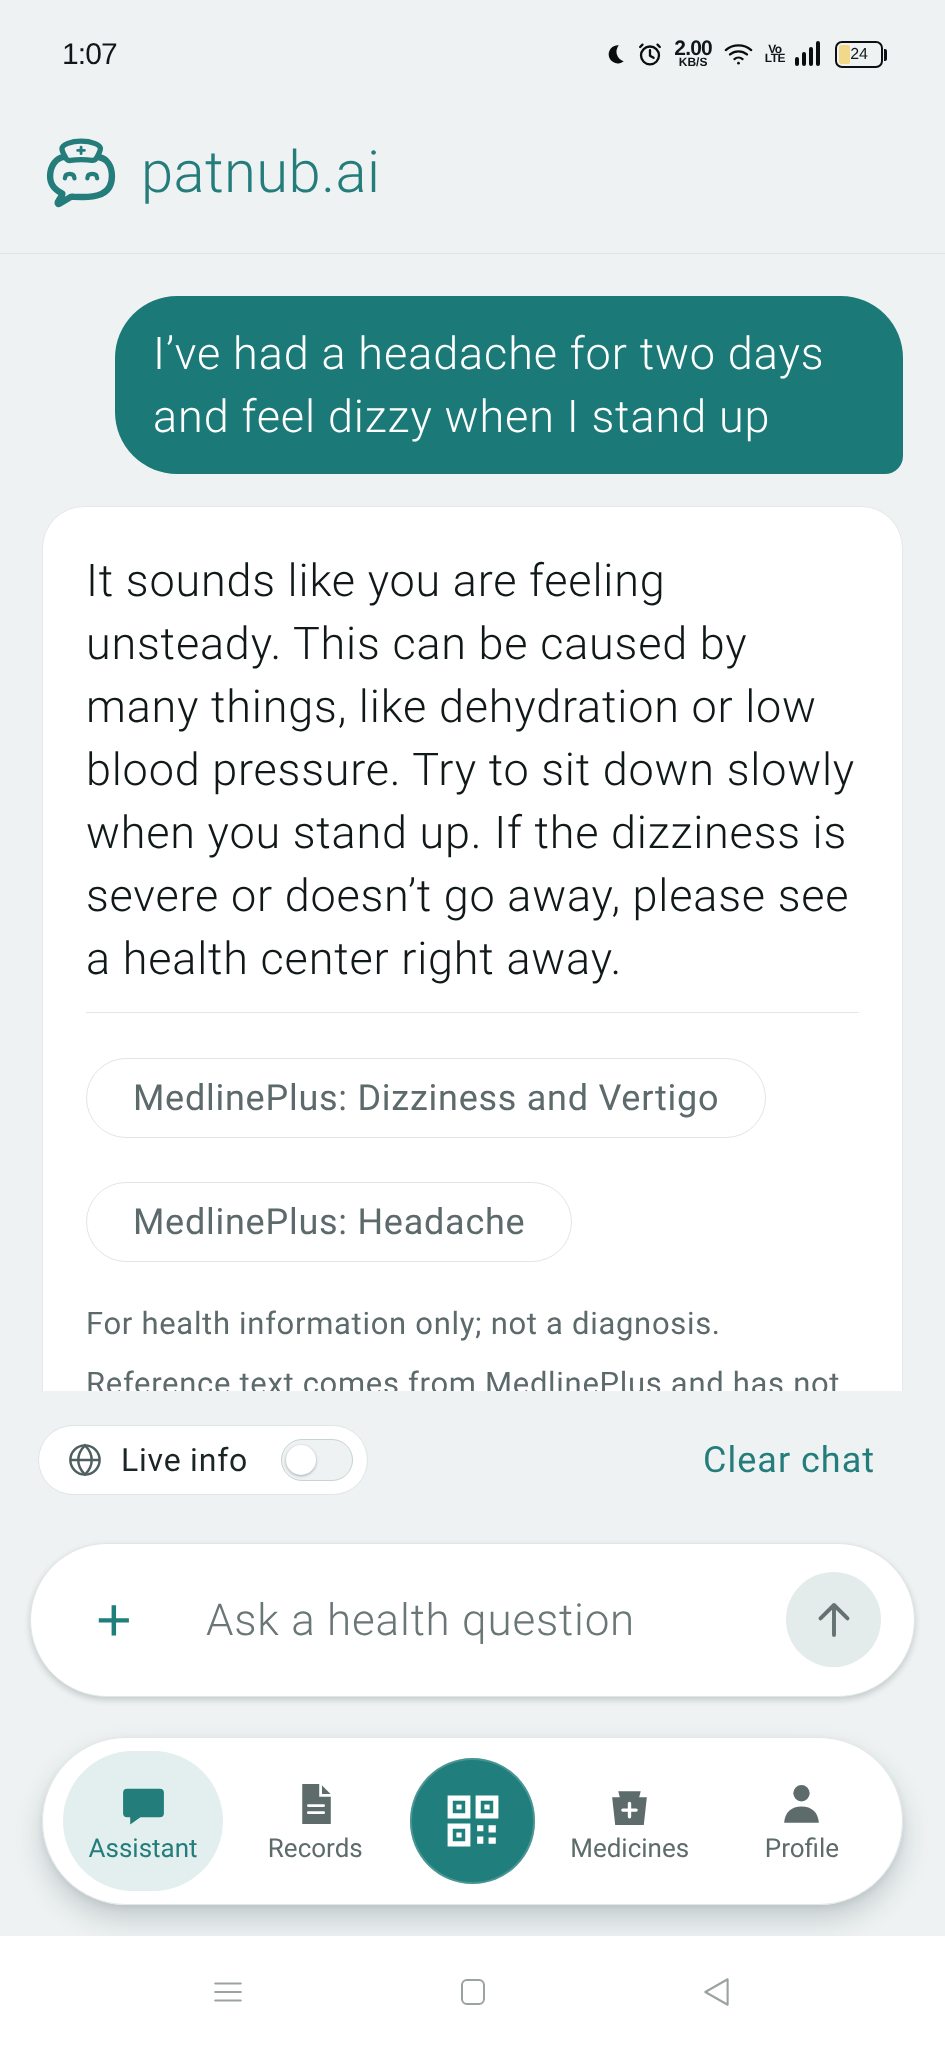 1:07
2.00
KB/S
Vo
LTE
24
patnub.ai
I’ve had a headache for two days
and feel dizzy when I stand up
It sounds like you are feeling
unsteady. This can be caused by
many things, like dehydration or low
blood pressure. Try to sit down slowly
when you stand up. If the dizziness is
severe or doesn’t go away, please see
a health center right away.
MedlinePlus: Dizziness and Vertigo
MedlinePlus: Headache
For health information only; not a diagnosis.
Reference text comes from MedlinePlus and has not
Live info
Clear chat
Ask a health question
Assistant
Records
Medicines
Profile